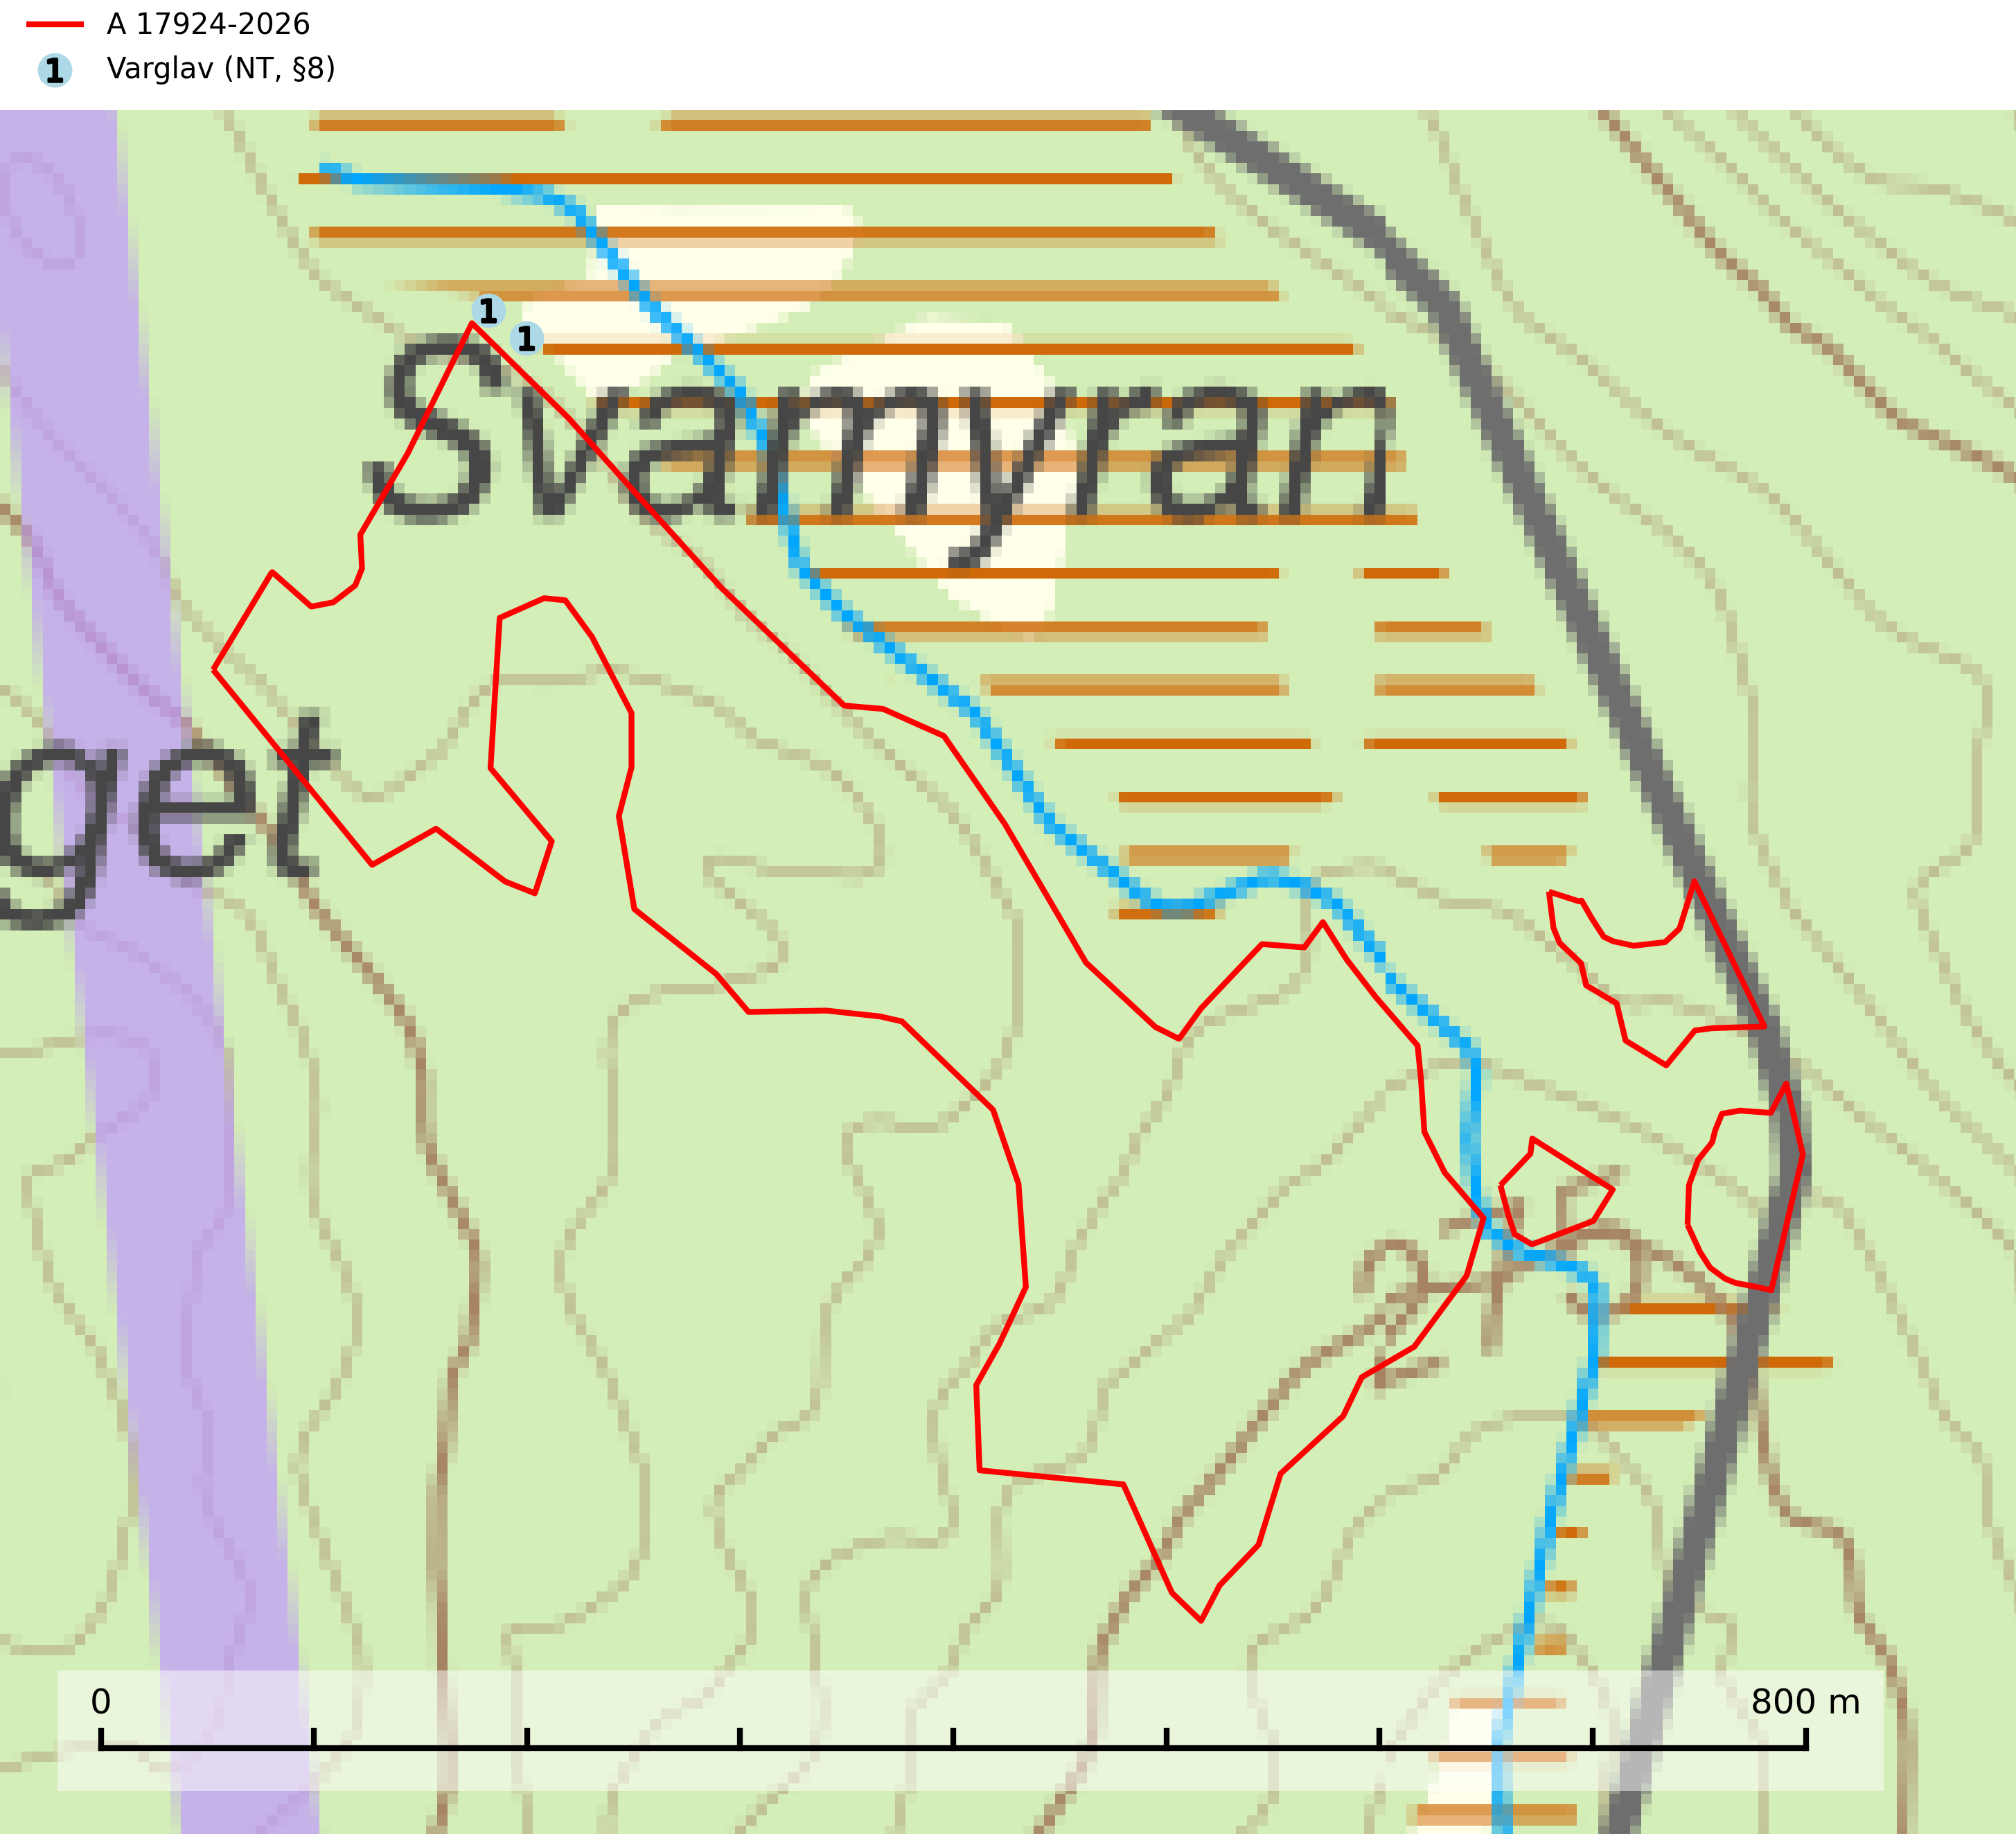 A 17924-2026
1 Varglav (NT, §8)
1
1
Svamyran
get
0 800 m